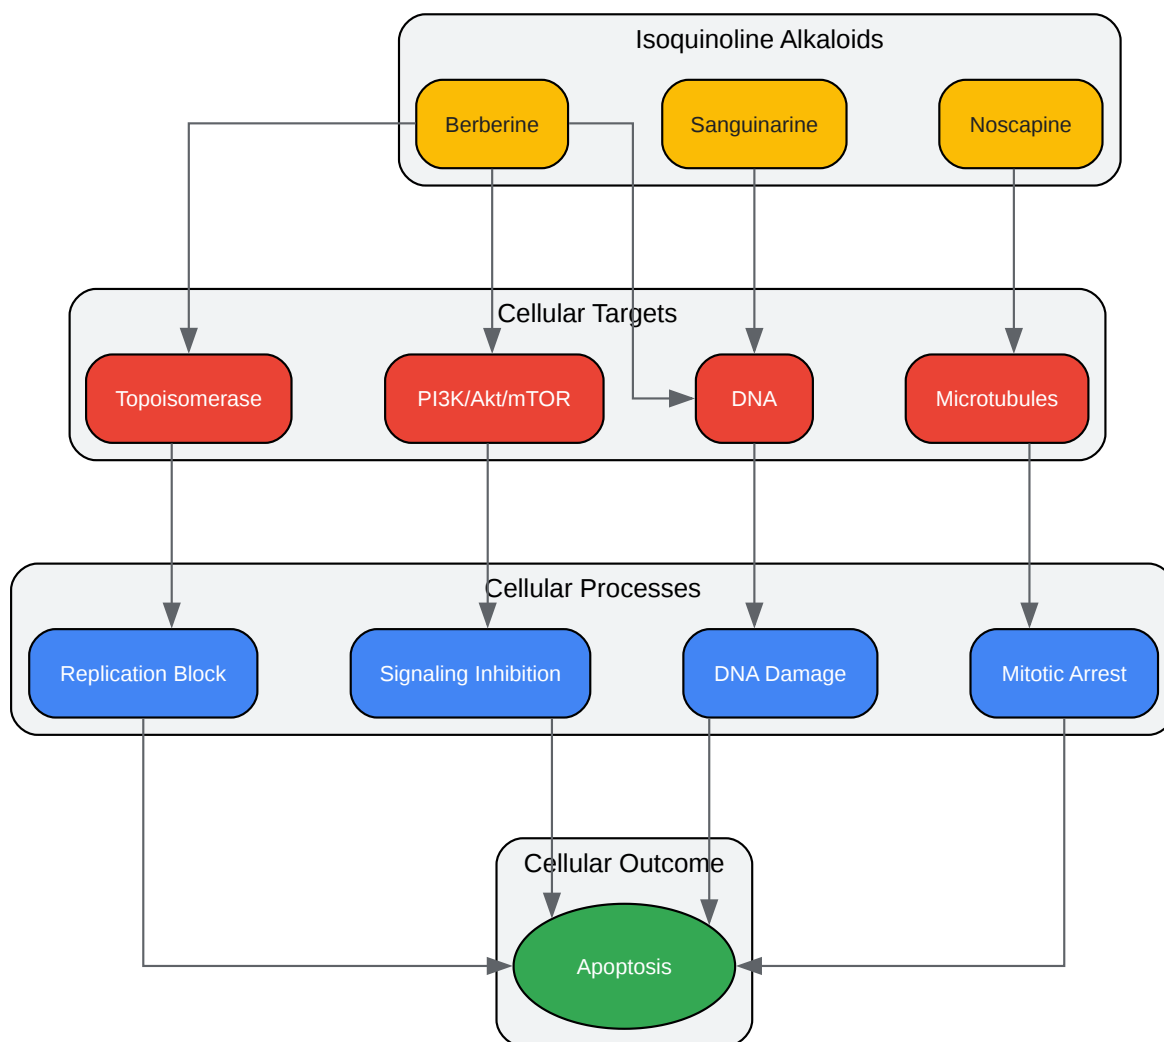 Isoquinoline Alkaloids
Berberine
Sanguinarine
Noscapine
Cellular Targets
Topoisomerase
PI3K/Akt/mTOR
DNA
Microtubules
Cellular Processes
Replication Block
Signaling Inhibition
DNA Damage
Mitotic Arrest
Cellular Outcome
Apoptosis